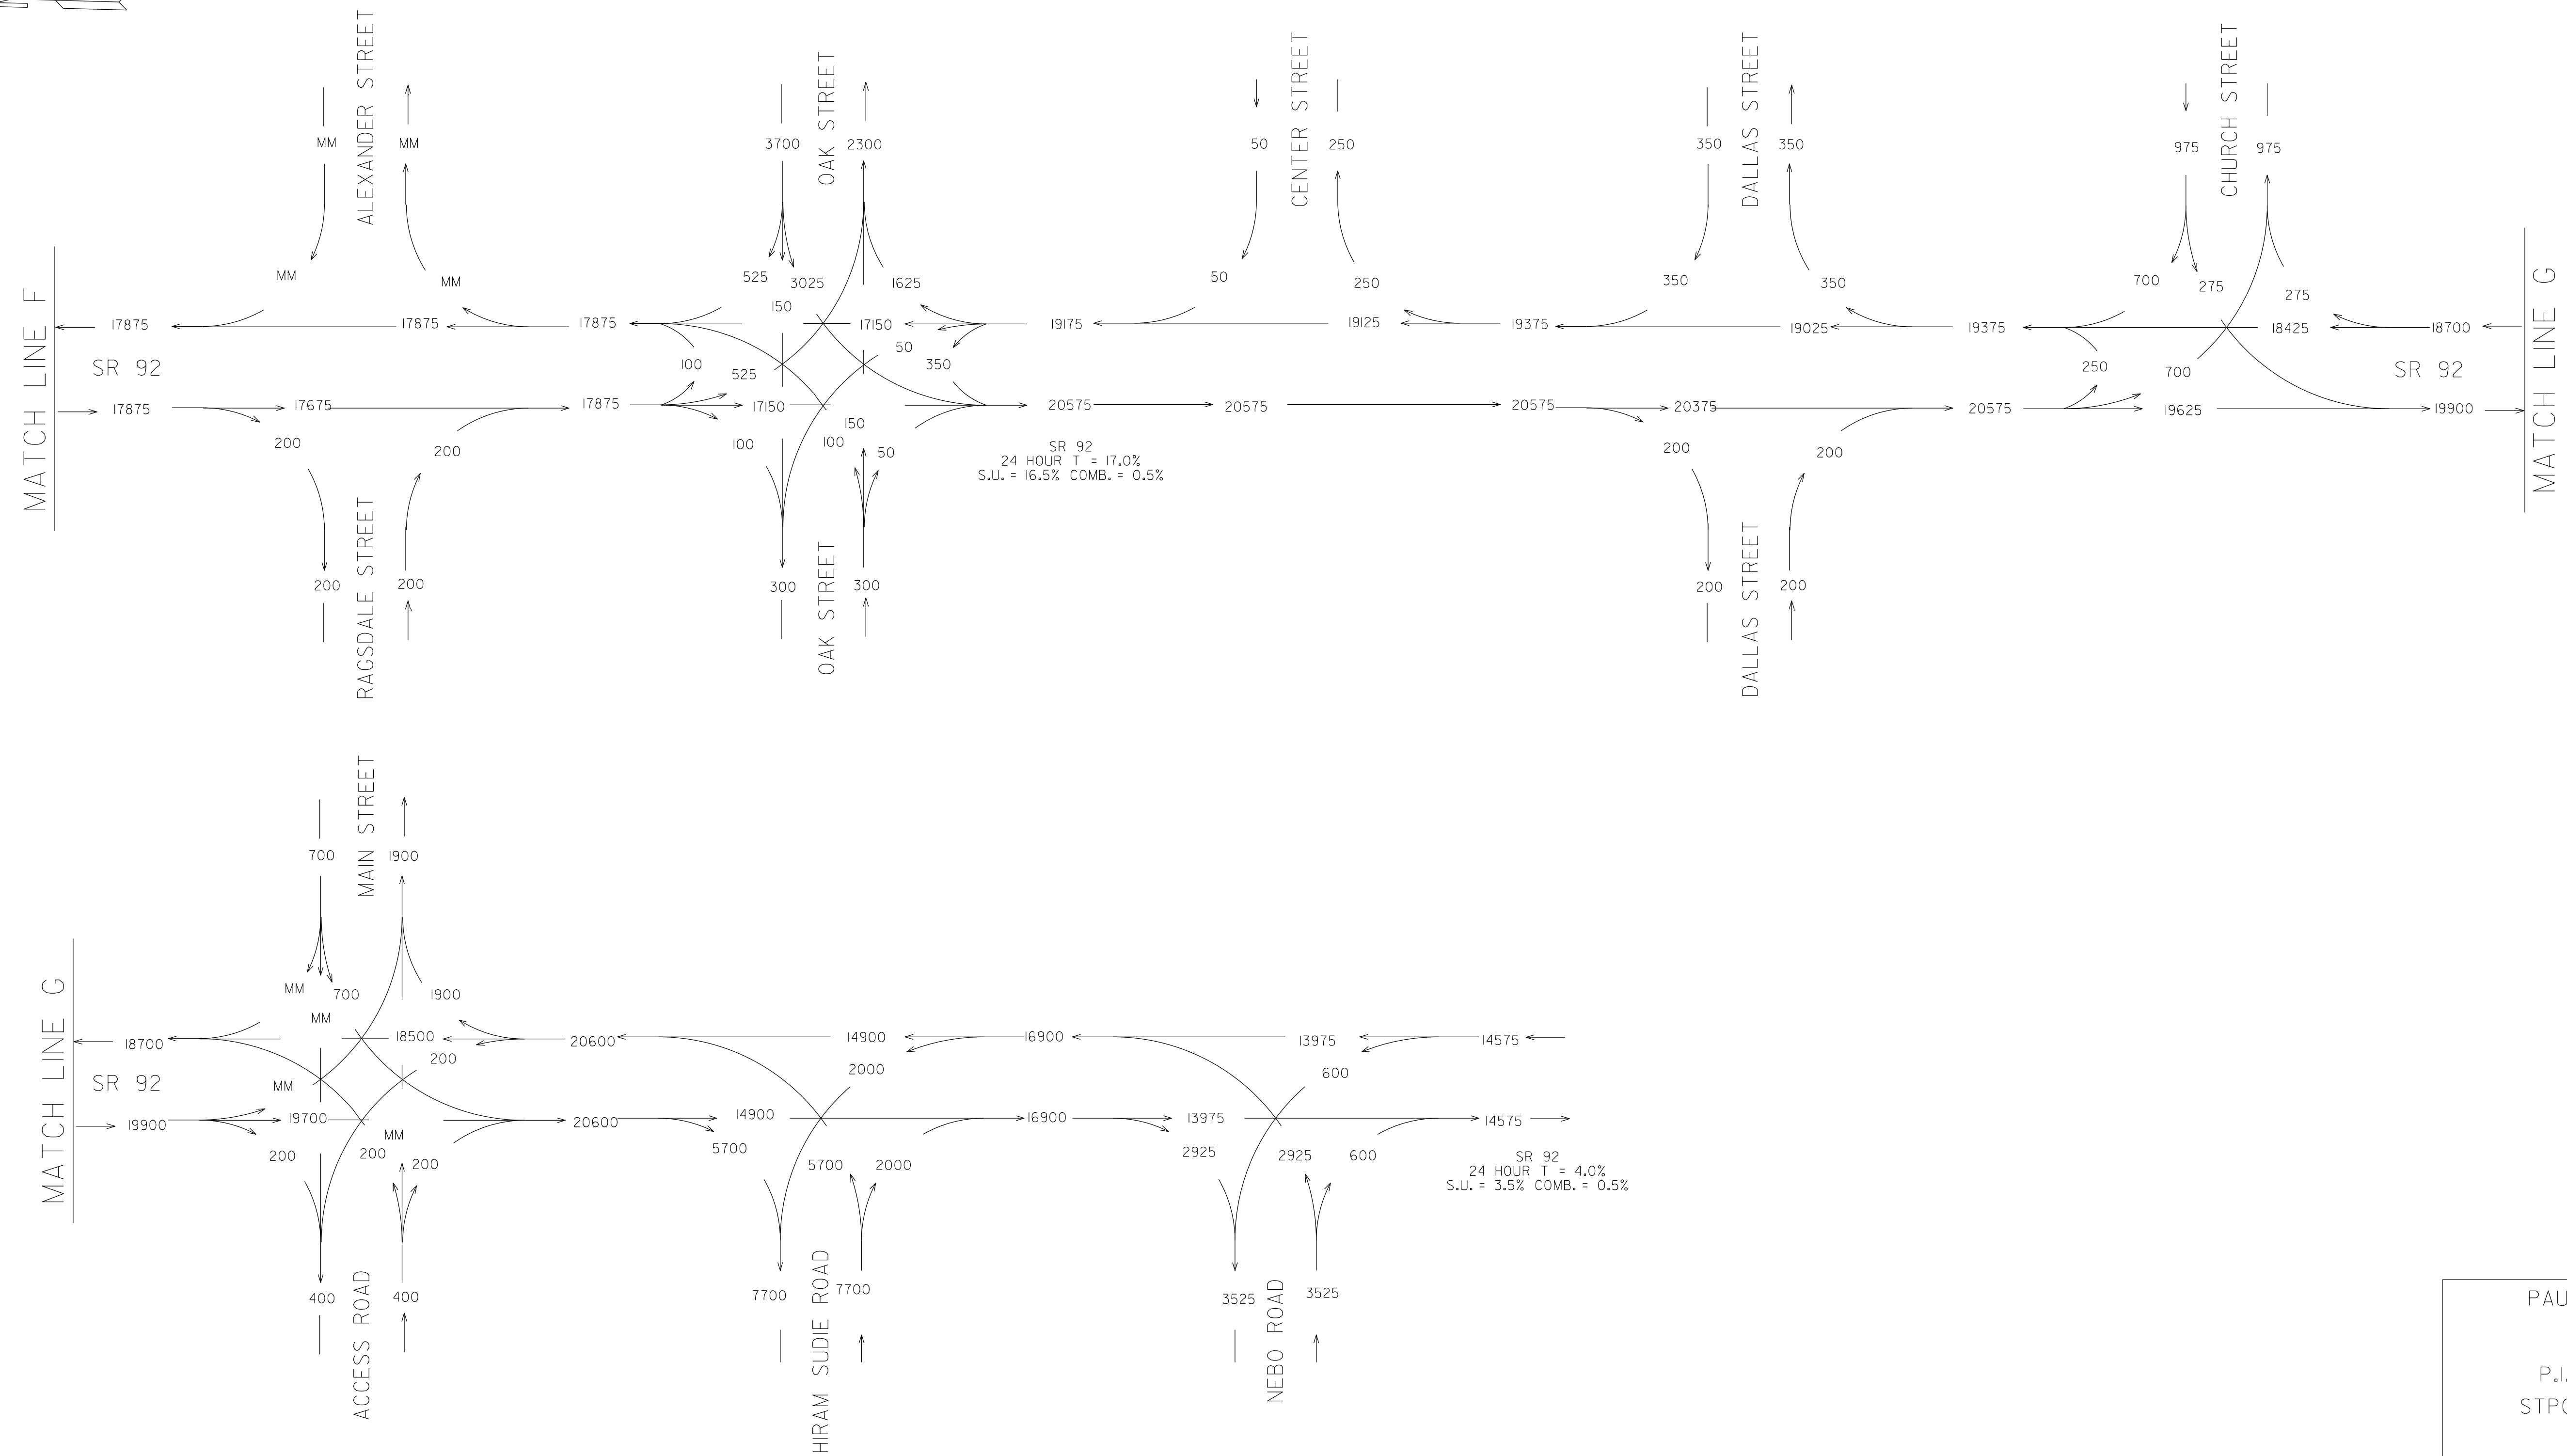 ALEXANDER STREET
OAK STREET
CENTER STREET
DALLAS STREET
CHURCH STREET
MM MM
3700 2300
50 250
350 350
975 975
MM MM
525 3025 1625
50 250
350 350
700 275 275
150
MATCH LINE F
17875 17875 17875 17150 19175 19125 19375 19025 19375 18425 18700
MATCH LINE G
SR 92
100 525 50 350
250 700
SR 92
17875 17675 17875 17150 20575 20575 20575 20375 20575 19625 19900
200 200
100 100 150 50
200 200
SR 92
24 HOUR T = 17.0%
S.U. = 16.5% COMB. = 0.5%
200 200
300 300
200 200
RAGSDALE STREET
OAK STREET
DALLAS STREET
MAIN STREET
700 1900
MM 700 1900
MM
MATCH LINE G
18700 18500 20600 14900 16900 13975 14575
200 2000 600
SR 92
MM
19900 19700 20600 14900 16900 13975 14575
200 200 MM 200
5700 5700 2000
2925 2925 600
SR 92
24 HOUR T = 4.0%
S.U. = 3.5% COMB. = 0.5%
400 400
7700 7700
3525 3525
ACCESS ROAD
HIRAM SUDIE ROAD
NEBO ROAD
PAU
P.I.
STP